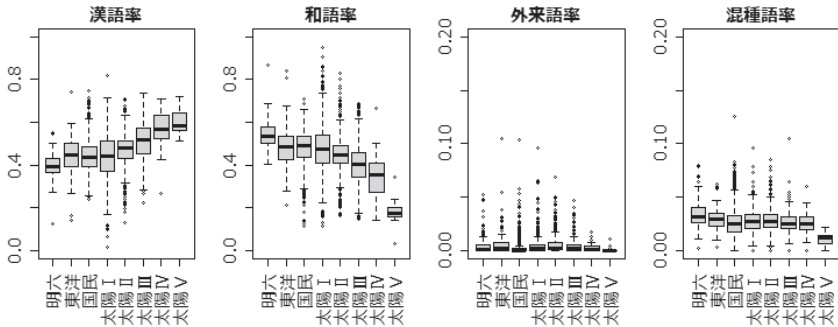 漢語率
和語率
外来語率
混種語率
0.8
0.4
0.0
0.8
0.4
0.0
0.20
0.10
0.00
0.20
0.10
0.00
明六
東洋
国民
太陽Ⅰ
太陽Ⅱ
太陽Ⅲ
太陽Ⅳ
太陽Ⅴ
明六
東洋
国民
太陽Ⅰ
太陽Ⅱ
太陽Ⅲ
太陽Ⅳ
太陽Ⅴ
明六
東洋
国民
太陽Ⅰ
太陽Ⅱ
太陽Ⅲ
太陽Ⅳ
太陽Ⅴ
明六
東洋
国民
太陽Ⅰ
太陽Ⅱ
太陽Ⅲ
太陽Ⅳ
太陽Ⅴ